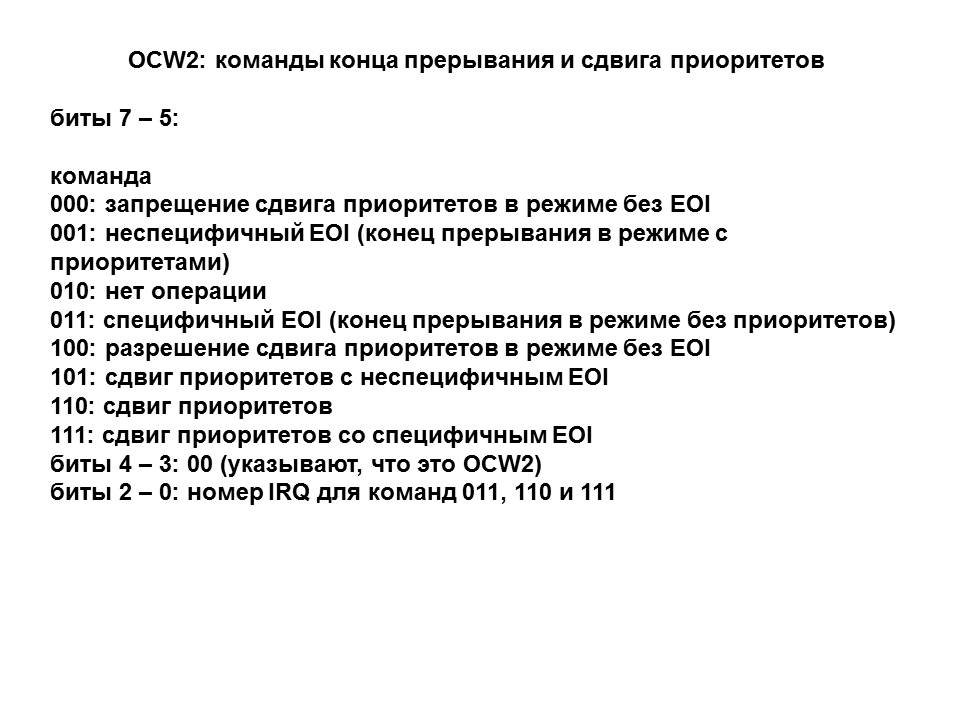 OCW2: команды конца прерывания и сдвига приоритетов
биты 7 – 5:
команда
000: запрещение сдвига приоритетов в режиме без EOI
001: неспецифичный EOI (конец прерывания в режиме с
приоритетами)
010: нет операции
011: специфичный EOI (конец прерывания в режиме без приоритетов)
100: разрешение сдвига приоритетов в режиме без EOI
101: сдвиг приоритетов с неспецифичным EOI
110: сдвиг приоритетов
111: сдвиг приоритетов со специфичным EOI
биты 4 – 3: 00 (указывают, что это OCW2)
биты 2 – 0: номер IRQ для команд 011, 110 и 111